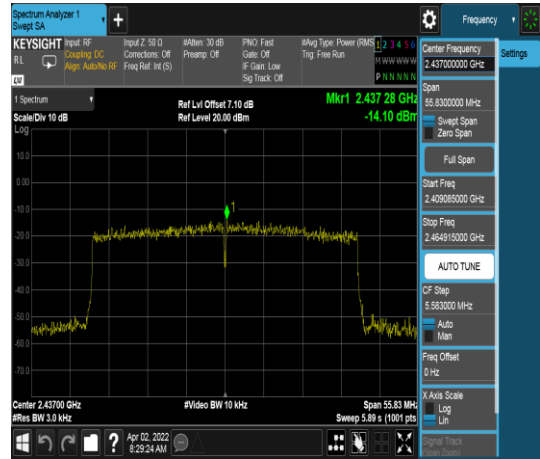 Spectrum Analyzer 1
Swept SA
Frequency
KEYSIGHT
RL
Input: RF
Coupling: DC
Align: Auto/No RF
Input Z: 50 Ω
Corrections: Off
Freq Ref: Int (S)
#Atten: 30 dB
Preamp: Off
PNO: Fast
Gate: Off
IF Gain: Low
Sig Track: Off
#Avg Type: Power (RMS
Trig: Free Run
1 2 3 4 5 6
M W W W W W
P N N N N N
1 Spectrum
Scale/Div 10 dB
Log
Ref Lvl Offset 7.10 dB
Ref Level 20.00 dBm
Mkr1 2.437 28 GHz
-14.10 dBm
1
10.0
0.00
-10.0
-20.0
-30.0
-40.0
-50.0
-60.0
-70.0
Center 2.43700 GHz
#Res BW 3.0 kHz
#Video BW 10 kHz
Span 55.83 MHz
Sweep 5.89 s (1001 pts
Apr 02, 2022
8:29:24 AM
Center Frequency
2.437000000 GHz
Span
55.8300000 MHz
Swept Span
Zero Span
Full Span
Start Freq
2.409085000 GHz
Stop Freq
2.464915000 GHz
AUTO TUNE
CF Step
5.583000 MHz
Auto
Man
Freq Offset
0 Hz
X Axis Scale
Log
Lin
Signal Track
(Span Zoom)
Settings